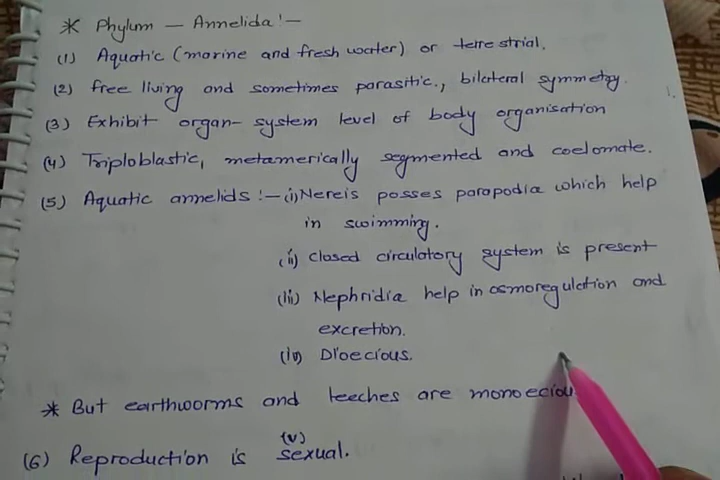 * Phylum — Annelida :-
(1) Aquatic (marine and fresh water) or terrestrial.
(2) free living and sometimes parasitic., bilateral symmetry.
(3) Exhibit organ-system level of body organisation
(4) Triploblastic, metamerically segmented and coelomate.
(5) Aquatic annelids :- (i) Nereis posses parapodia which help
in swimming.
(ii) Closed circulatory system is present
(iii) Nephridia help in osmoregulation and
excretion.
(iv) Dioecious.
* But earthworms and leeches are monoeciou
(v)
(6) Reproduction is sexual.